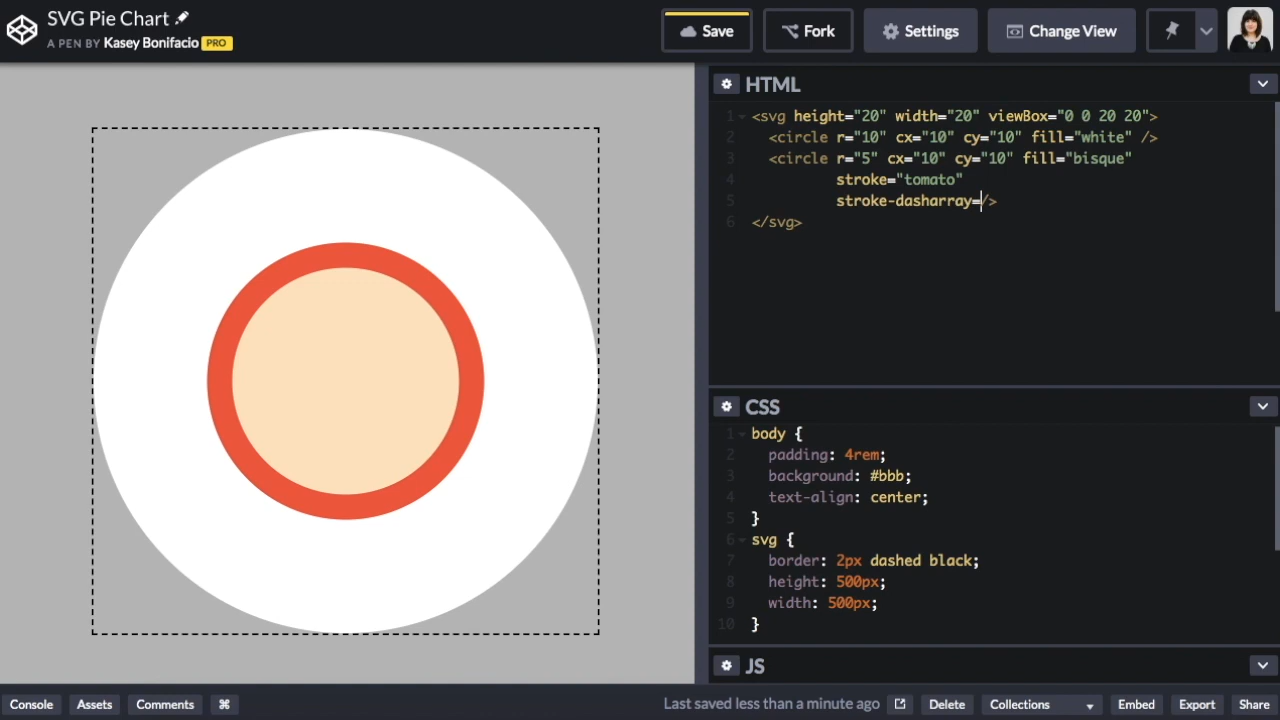 SVG Pie Chart
A PEN BY Kasey Bonifacio PRO
Save
Fork
Settings
Change View
HTML
1 <svg height="20" width="20" viewBox="0 0 20 20">
2 <circle r="10" cx="10" cy="10" fill="white" />
3 <circle r="5" cx="10" cy="10" fill="bisque"
4 stroke="tomato"
5 stroke-dasharray=/>
6 </svg>
CSS
1 body {
2 padding: 4rem;
3 background: #bbb;
4 text-align: center;
5 }
6 svg {
7 border: 2px dashed black;
8 height: 500px;
9 width: 500px;
10 }
JS
Console
Assets
Comments
⌘
Last saved less than a minute ago
Delete
Collections
Embed
Export
Share